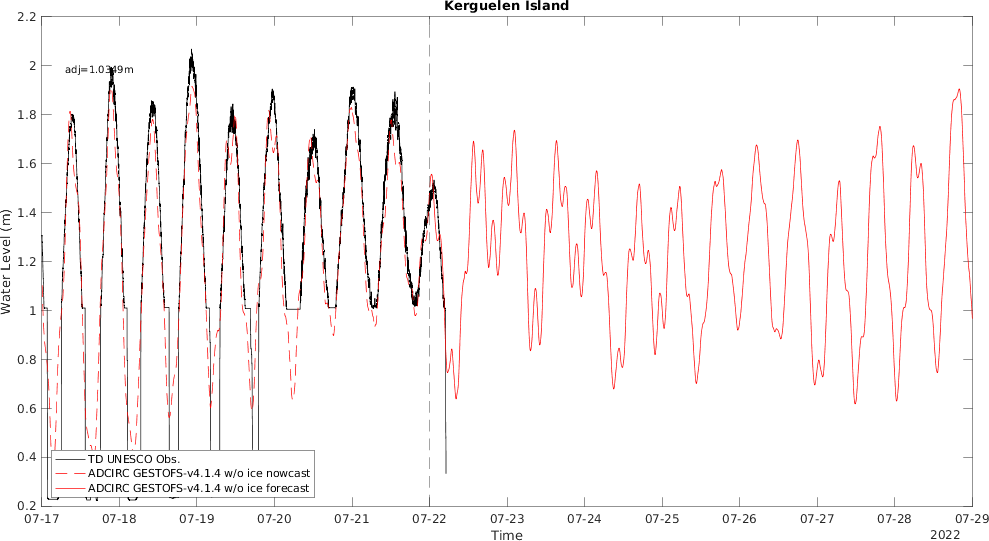 Kerguelen Island
2.2
2
1.8
1.6
1.4
1.2
1
0.8
0.6
0.4
0.2
Water Level (m)
adj=1.0349m
TD UNESCO Obs.
ADCIRC GESTOFS-v4.1.4 w/o ice nowcast
ADCIRC GESTOFS-v4.1.4 w/o ice forecast
07-17 07-18 07-19 07-20 07-21 07-22 07-23 07-24 07-25 07-26 07-27 07-28 07-29
Time
2022